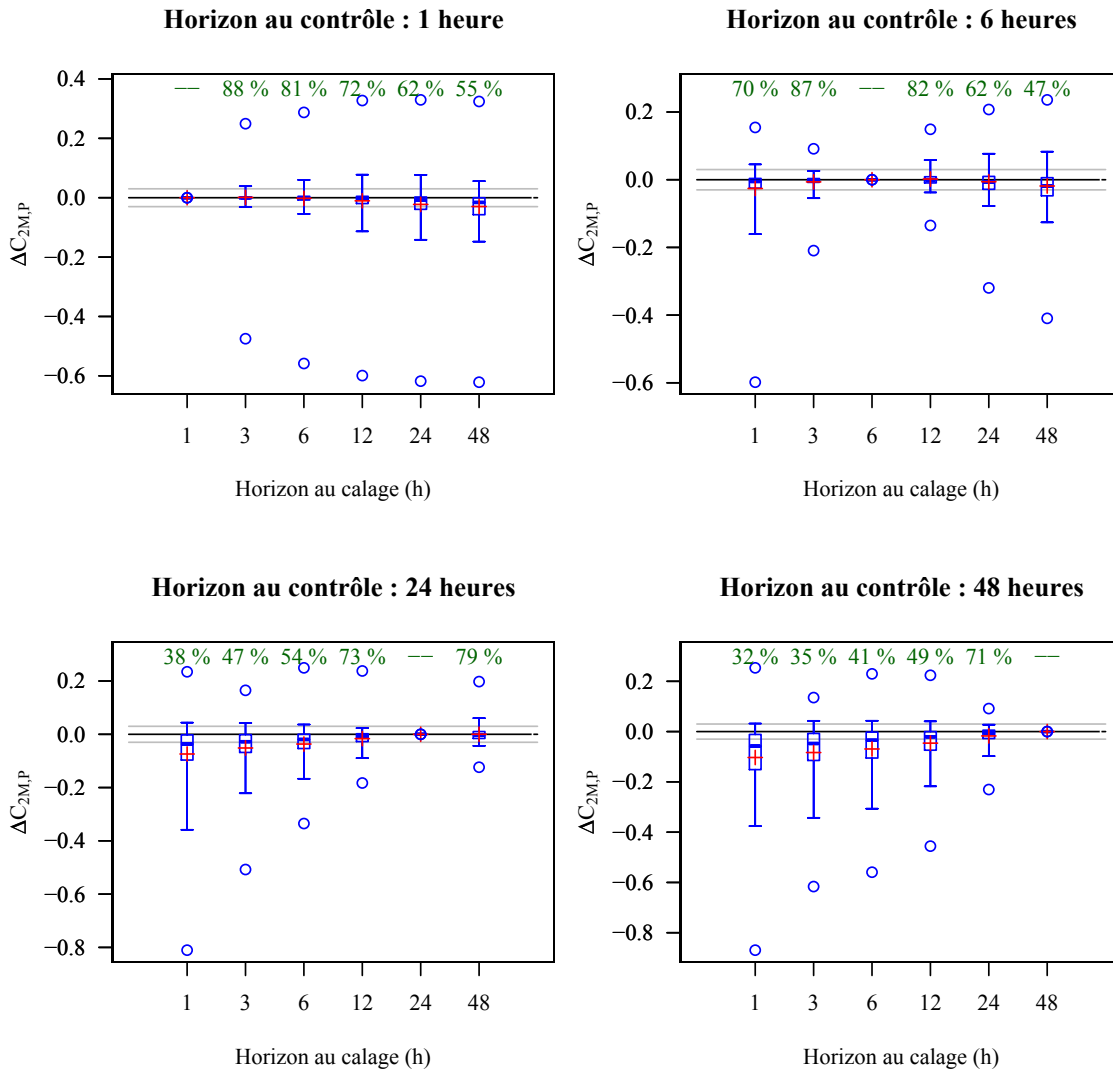 Horizon au contrôle : 1 heure
0.4
0.2
0.0
−0.2
−0.4
−0.6
ΔC2M,P
−− 88 % 81 % 72 % 62 % 55 %
1 3 6 12 24 48
Horizon au calage (h)
Horizon au contrôle : 6 heures
0.2
0.0
−0.2
−0.4
−0.6
ΔC2M,P
70 % 87 % −− 82 % 62 % 47 %
1 3 6 12 24 48
Horizon au calage (h)
Horizon au contrôle : 24 heures
0.2
0.0
−0.2
−0.4
−0.6
−0.8
ΔC2M,P
38 % 47 % 54 % 73 % −− 79 %
1 3 6 12 24 48
Horizon au calage (h)
Horizon au contrôle : 48 heures
0.2
0.0
−0.2
−0.4
−0.6
−0.8
ΔC2M,P
32 % 35 % 41 % 49 % 71 % −−
1 3 6 12 24 48
Horizon au calage (h)